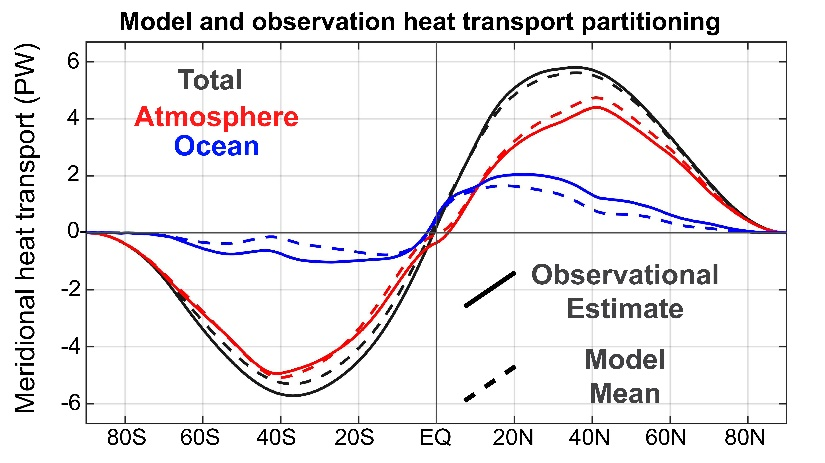 Model and observation heat transport partitioning
Meridional heat transport (PW)
6
4
2
0
-2
-4
-6
Total
Atmosphere
Ocean
Observational
Estimate
Model
Mean
80S 60S 40S 20S EQ 20N 40N 60N 80N